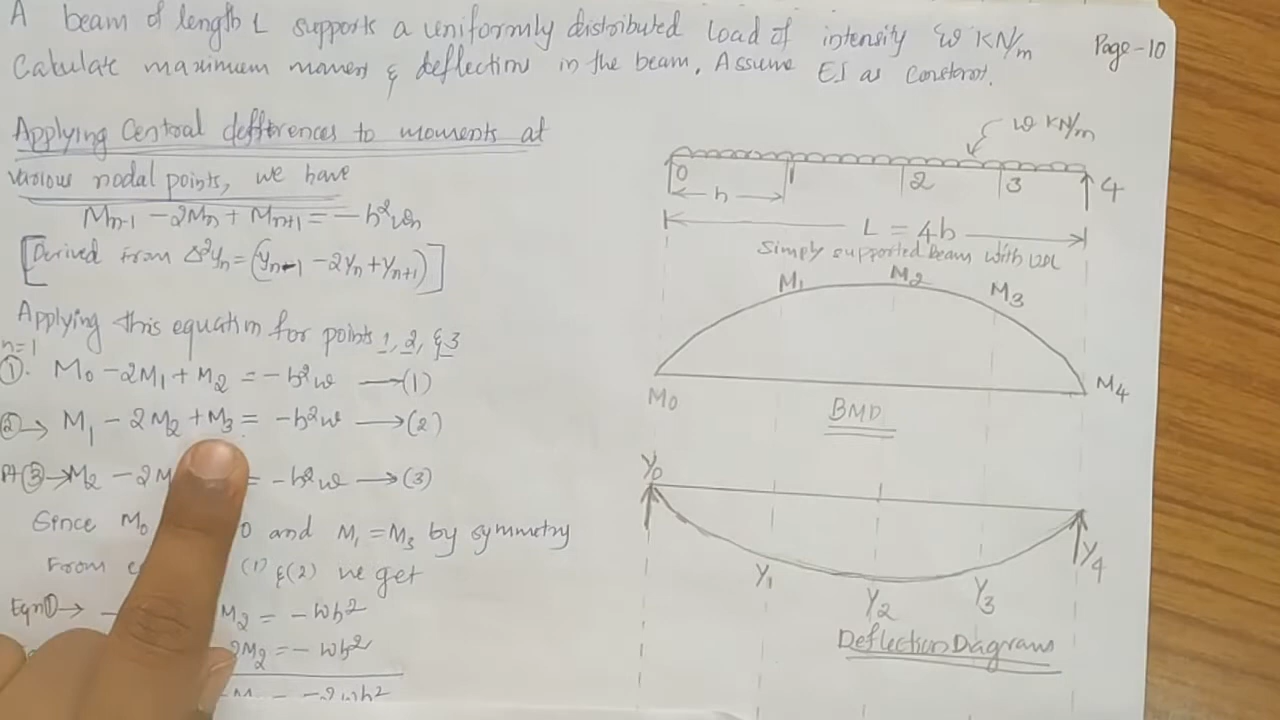 A beam of length L supports a uniformly distributed load of intensity w KN/m
Page-10
Calculate maximum moment & deflection in the beam. Assume EI as constant.
Applying Central defferences to moments at
various nodal points, we have
Mn-1 - 2Mn + Mn+1 = -h²wn
[Derived from Δ²yn = (yn-1 - 2yn + yn+1)]
Applying this equation for points 1, 2, & 3
n=1
①. M0 - 2M1 + M2 = -h²w ⟶(1)
②→ M1 - 2M2 + M3 = -h²w ⟶(2)
③→ M2 - 2M = -h²w ⟶(3)
Since M0 0 and M1 = M3 by symmetry
From (1) & (2) we get
Eqn①→ - M2 = -wh²
2M2 = -wh²
-2wh²
w KN/m
0 1 2 3 4
h
L = 4h
Simply supported beam with UDL
M1 M2 M3
M0 M4
BMD
Y0
Y1 Y2 Y3 Y4
Deflection Diagrams